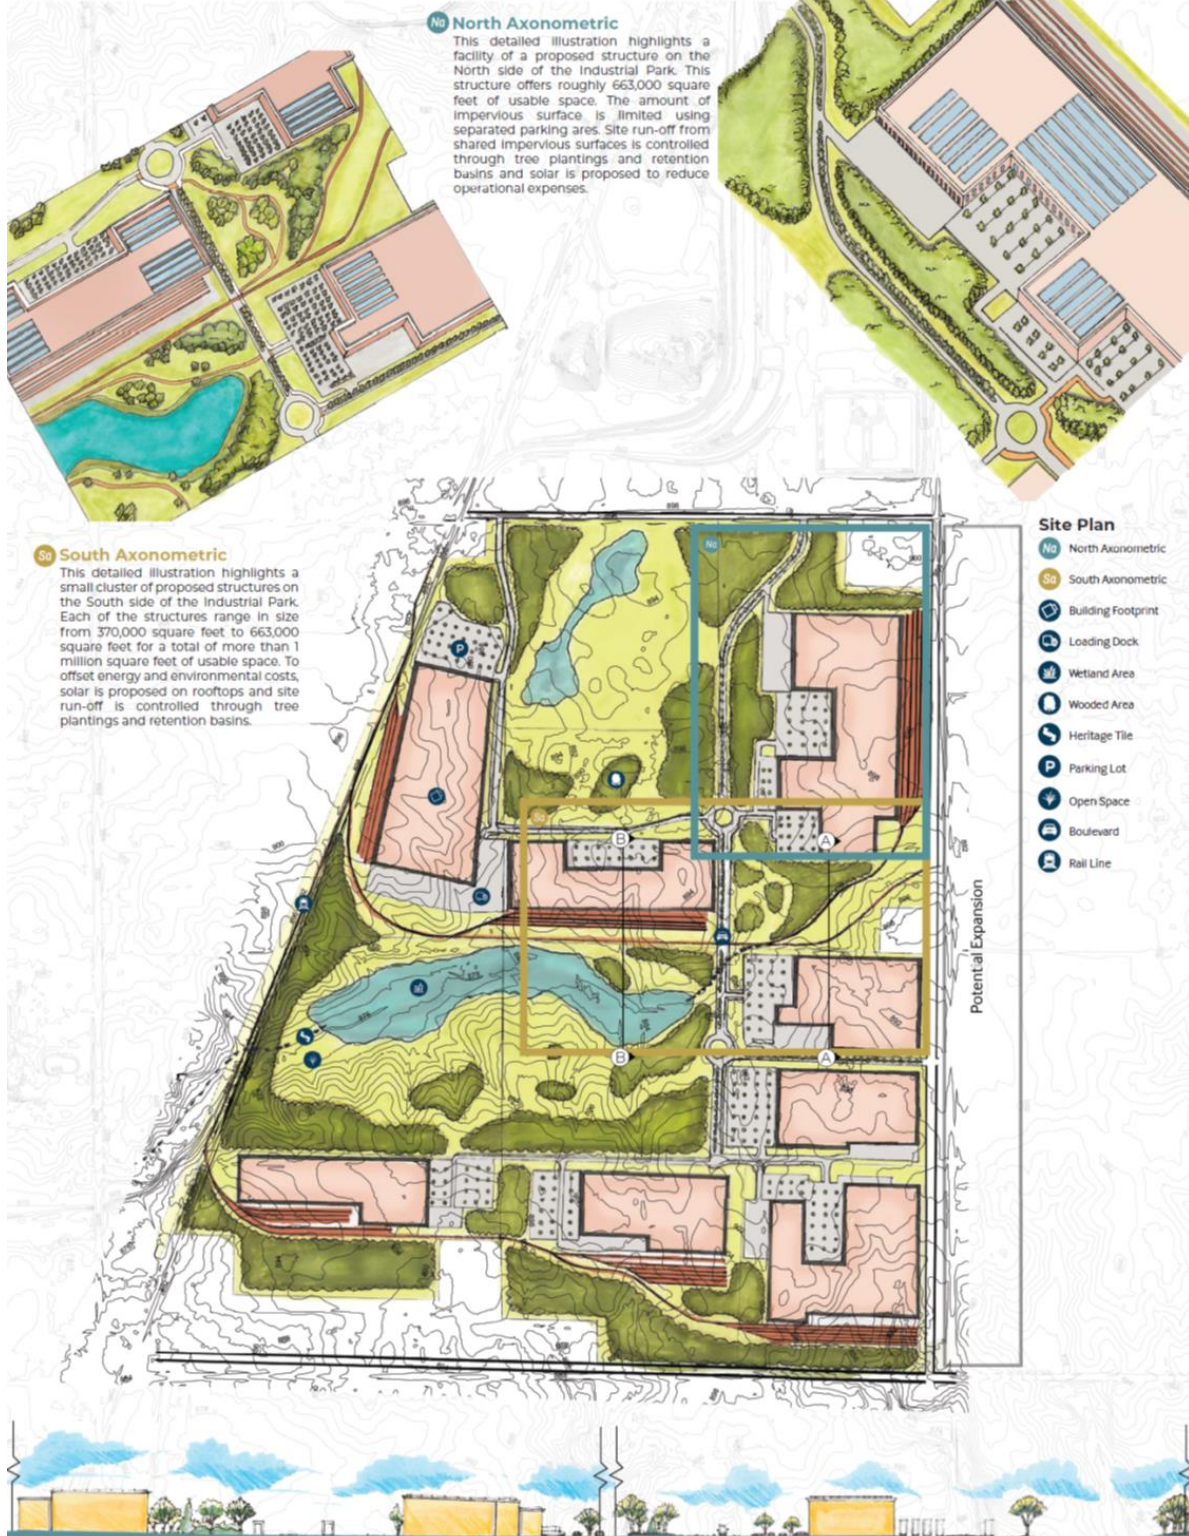 Na North Axonometric
This detailed illustration highlights a
facility of a proposed structure on the
North side of the Industrial Park. This
structure offers roughly 663,000 square
feet of usable space. The amount of
impervious surface is limited using
separated parking ares. Site run-off from
shared impervious surfaces is controlled
through tree plantings and retention
basins and solar is proposed to reduce
operational expenses.
Sa South Axonometric
This detailed illustration highlights a
small cluster of proposed structures on
the South side of the Industrial Park.
Each of the structures range in size
from 370,000 square feet to 663,000
square feet for a total of more than 1
million square feet of usable space. To
offset energy and environmental costs,
solar is proposed on rooftops and site
run-off is controlled through tree
plantings and retention basins.
Site Plan
Na North Axonometric
Sa South Axonometric
Building Footprint
Loading Dock
Wetland Area
Wooded Area
Heritage Tile
P Parking Lot
Open Space
Boulevard
Rail Line
Na
P
Sa
B
A
B
A
Potential Expansion